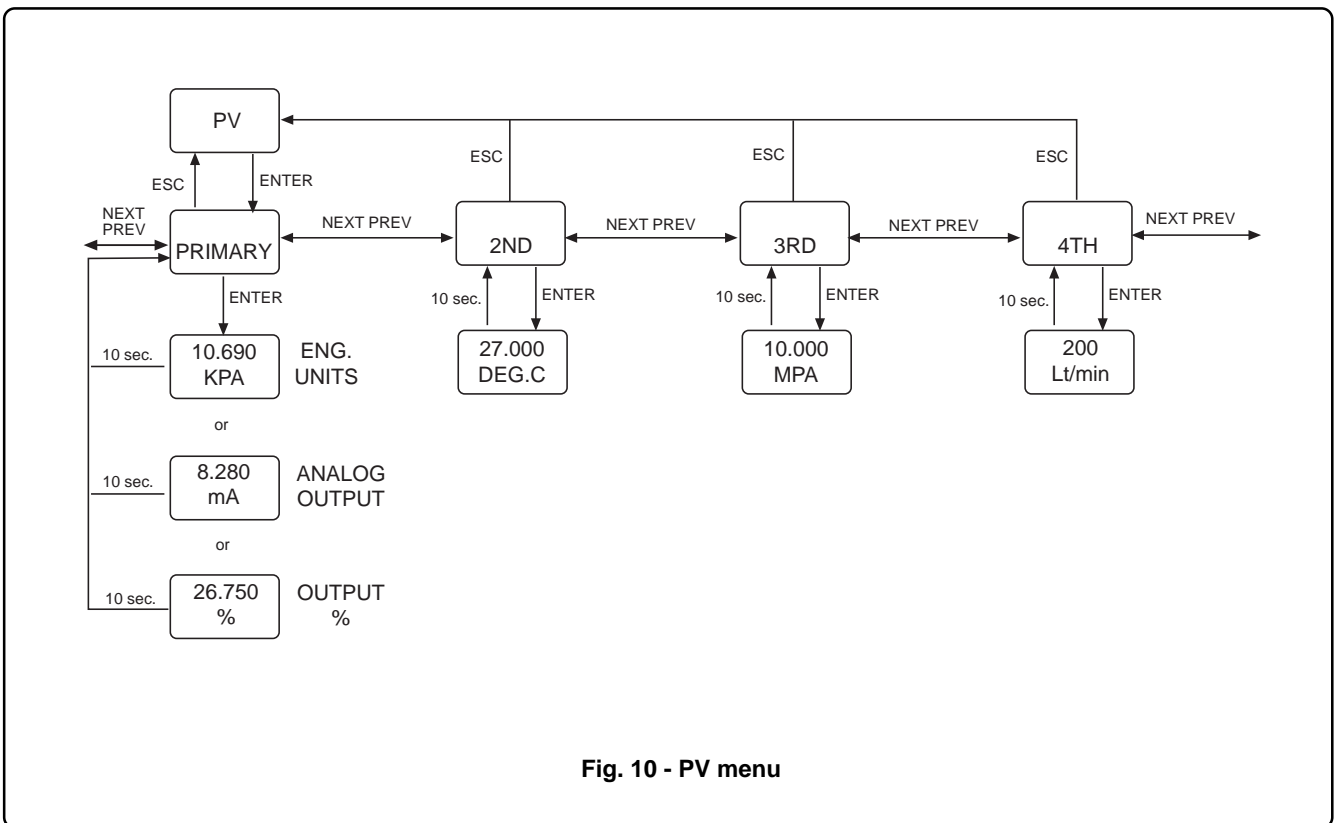 PV
ESC
ESC
ESC
ESC
ENTER
NEXT
PREV
NEXT PREV
NEXT PREV
NEXT PREV
NEXT PREV
PRIMARY
2ND
3RD
4TH
ENTER
10 sec.
ENTER
10 sec.
ENTER
10 sec.
ENTER
10 sec.
10.690
KPA
ENG.
UNITS
27.000
DEG.C
10.000
MPA
200
Lt/min
or
10 sec.
8.280
mA
ANALOG
OUTPUT
or
10 sec.
26.750
%
OUTPUT
%
Fig. 10 - PV menu